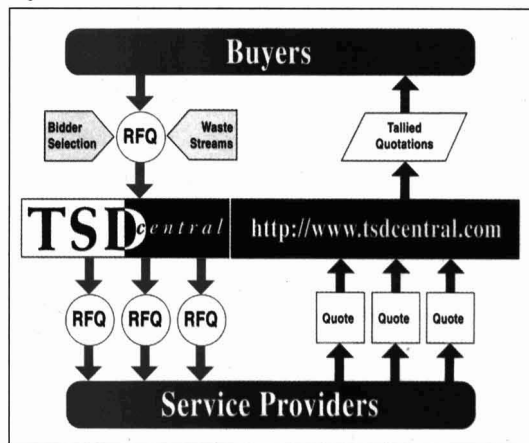 Buyers
Bidder
Selection
RFQ
Waste
Streams
Tallied
Quotations
TSDcentral
http://www.tsdcentral.com
RFQ RFQ RFQ
Quote Quote Quote
Service Providers